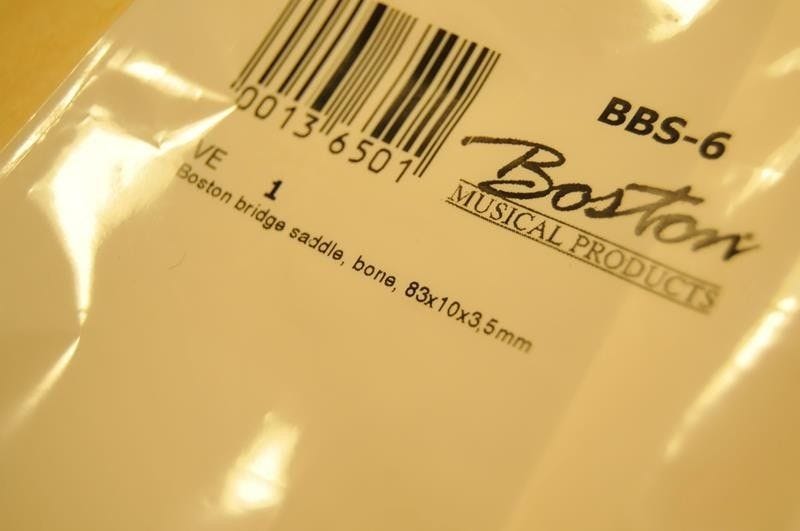 0013 6501
BBS-6
VE 1
Boston
MUSICAL PRODUCTS
Boston bridge saddle, bone, 83x10x3,5mm